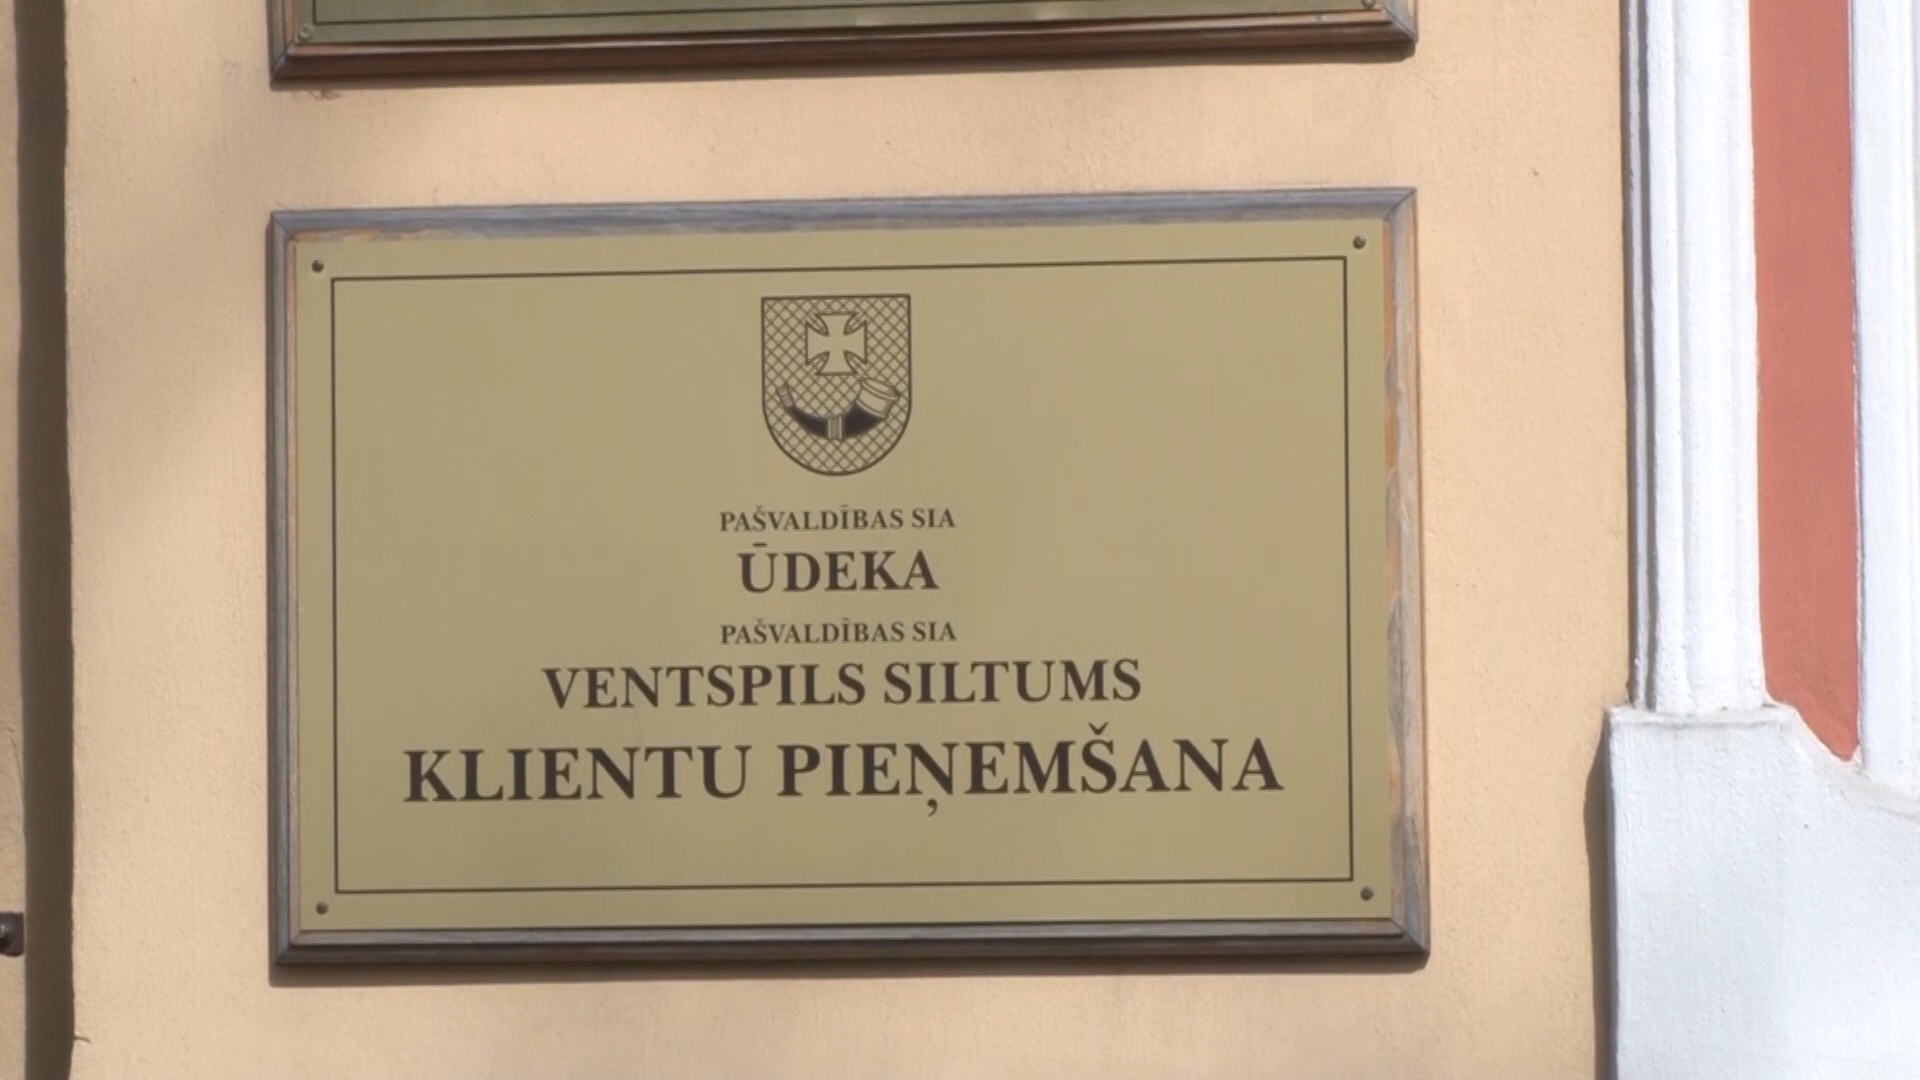 PAŠVALDĪBAS SIA
ŪDEKA
PAŠVALDĪBAS SIA
VENTSPILS SILTUMS
KLIENTU PIEŅEMŠANA